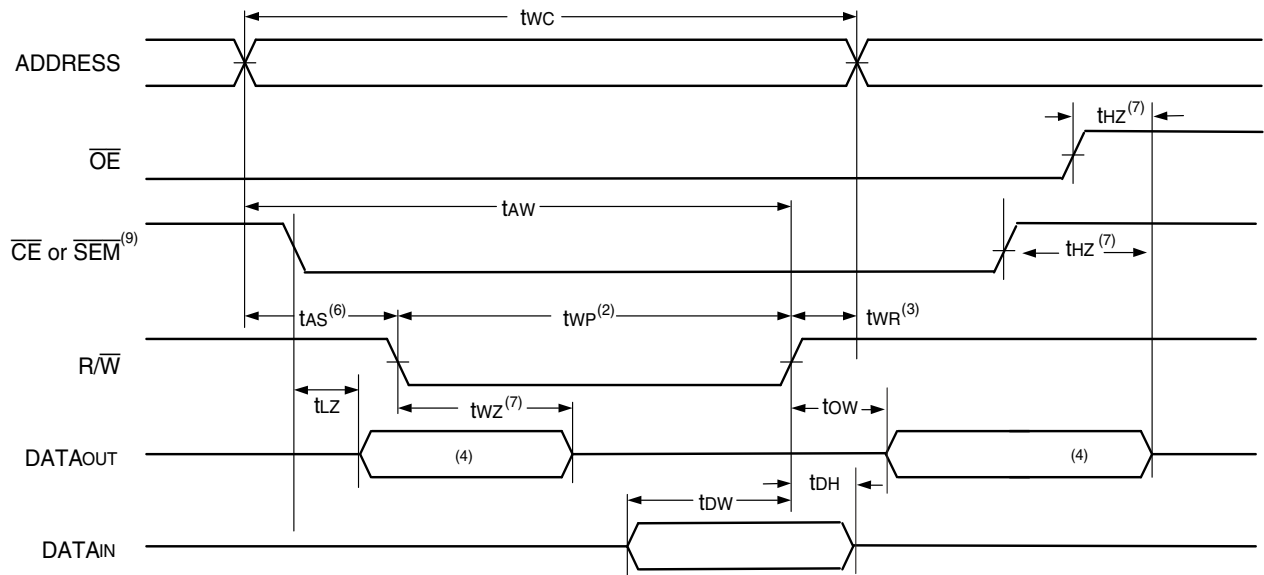 tWC
ADDRESS
tHZ(7)
OE
tAW
CE or SEM(9)
tHZ(7)
tAS(6)
tWP(2)
tWR(3)
R/W
tLZ
tWZ(7)
tOW
DATAOUT
(4)
(4)
tDW
tDH
DATAIN